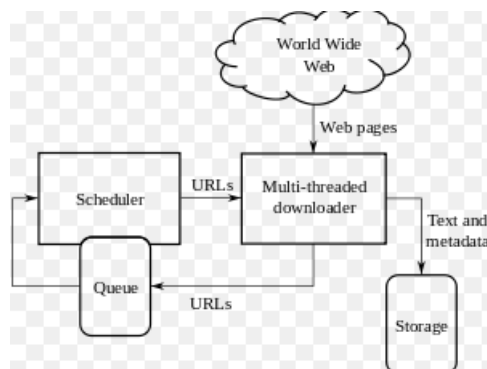 World Wide
Web
Web pages
Scheduler
URLs
Multi-threaded
downloader
Text and
metadata
Queue
URLs
Storage